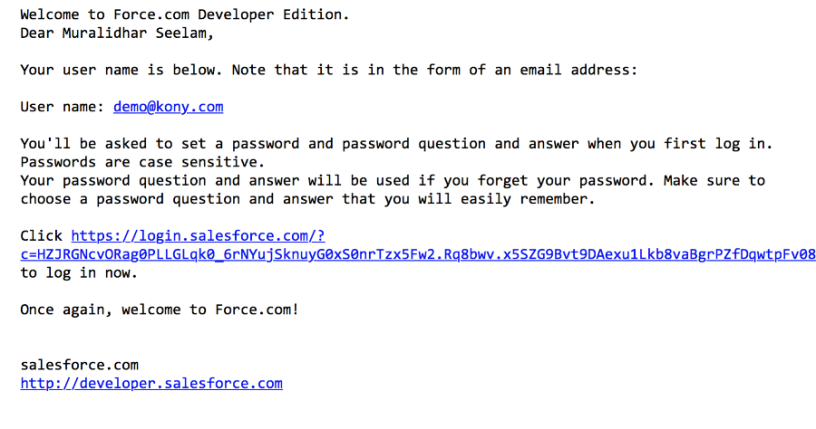 Welcome to Force.com Developer Edition.
Dear Muralidhar Seelam,
Your user name is below. Note that it is in the form of an email address:
User name: demo@kony.com
You'll be asked to set a password and password question and answer when you first log in.
Passwords are case sensitive.
Your password question and answer will be used if you forget your password. Make sure to
choose a password question and answer that you will easily remember.
Click https://login.salesforce.com/?
c=HZJRGNcvORag0PLLGLqk0_6rNYujSknuyG0xS0nrTzx5Fw2.Rq8bwv.x5SZG9Bvt9DAexu1Lkb8vaBgrPZfDqwtpFv08
to log in now.
Once again, welcome to Force.com!
salesforce.com
http://developer.salesforce.com